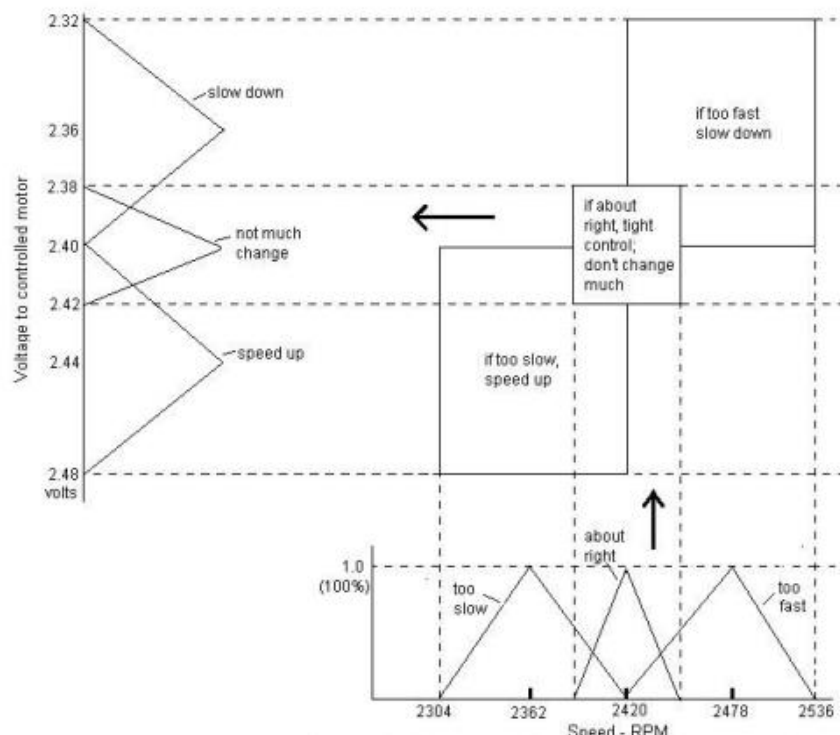 2.32
slow down
if too fast
slow down
2.36
2.38
if about
right, tight
control;
don't change
much
not much
change
2.40
Voltage to controlled motor
2.42
speed up
2.44
if too slow,
speed up
2.48
volts
about
right
1.0
(100%)
too
slow
too
fast
2304
2362
2420
2478
2536
Speed - RPM